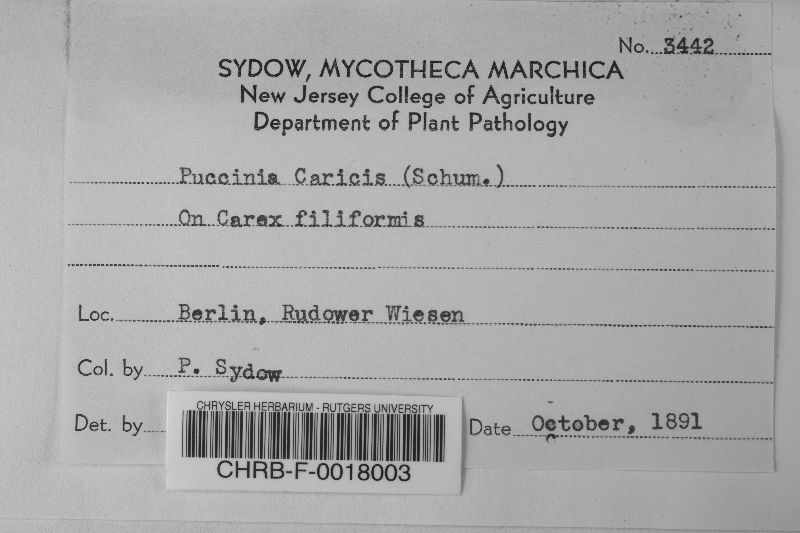 No. 3442
SYDOW, MYCOTHECA MARCHICA
New Jersey College of Agriculture
Department of Plant Pathology
Puccinia Caricis (Schum.)
On Carex filiformis
Loc. Berlin, Rudower Wiesen
Col. by P. Sydow
Det. by
Date October, 1891
CHRYSLER HERBARIUM - RUTGERS UNIVERSITY
CHRB-F-0018003